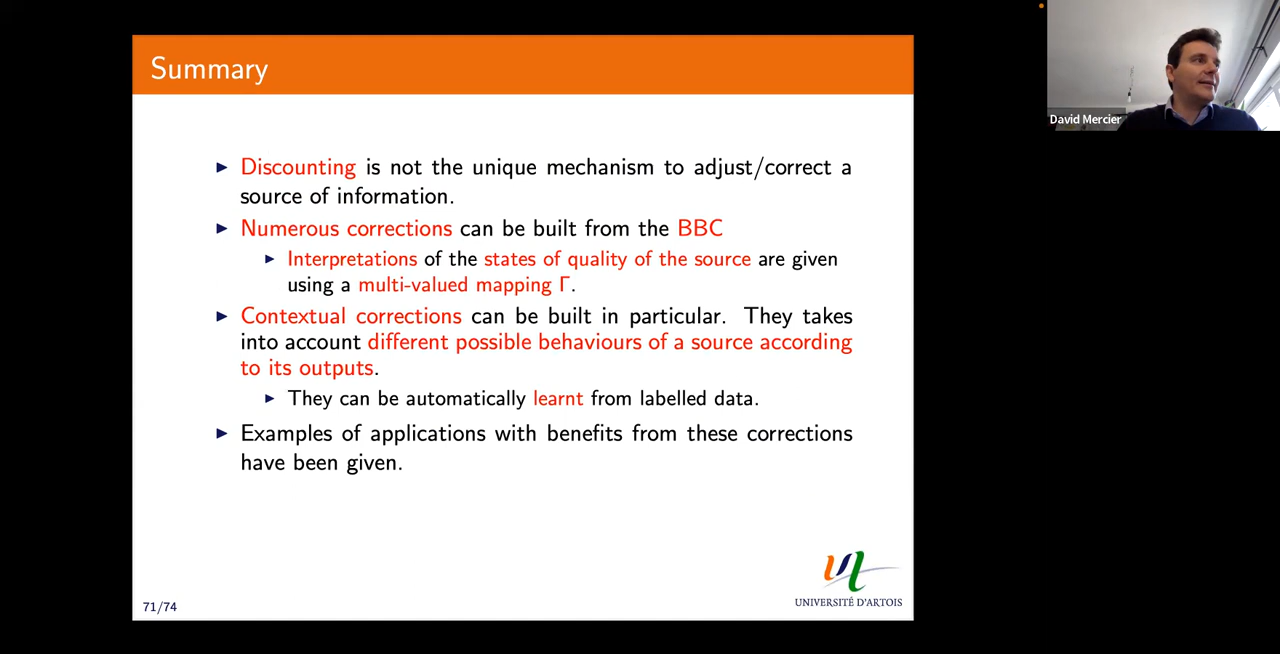 Summary
► Discounting is not the unique mechanism to adjust/correct a
source of information.
► Numerous corrections can be built from the BBC
► Interpretations of the states of quality of the source are given
using a multi-valued mapping Γ.
► Contextual corrections can be built in particular. They takes
into account different possible behaviours of a source according
to its outputs.
► They can be automatically learnt from labelled data.
► Examples of applications with benefits from these corrections
have been given.
UNIVERSITÉ D'ARTOIS
71/74
David Mercier